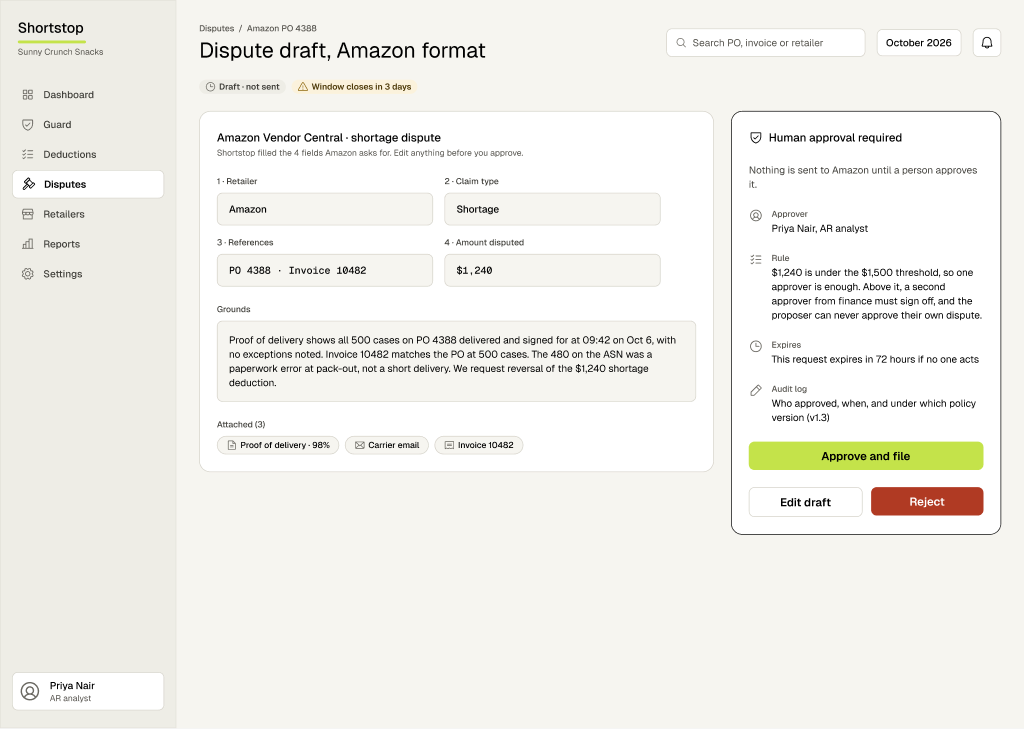 Shortstop
Sunny Crunch Snacks
Dashboard
Guard
Deductions
Disputes
Retailers
Reports
Settings
Priya Nair
AR analyst
Disputes / Amazon PO 4388
Dispute draft, Amazon format
Search PO, invoice or retailer
October 2026
Draft · not sent
Window closes in 3 days
Amazon Vendor Central · shortage dispute
Shortstop filled the 4 fields Amazon asks for. Edit anything before you approve.
1 · Retailer
2 · Claim type
Amazon
Shortage
3 · References
4 · Amount disputed
PO 4388 · Invoice 10482
$1,240
Grounds
Proof of delivery shows all 500 cases on PO 4388 delivered and signed for at 09:42 on Oct 6, with
no exceptions noted. Invoice 10482 matches the PO at 500 cases. The 480 on the ASN was a
paperwork error at pack-out, not a short delivery. We request reversal of the $1,240 shortage
deduction.
Attached (3)
Proof of delivery · 98%
Carrier email
Invoice 10482
Human approval required
Nothing is sent to Amazon until a person approves
it.
Approver
Priya Nair, AR analyst
Rule
$1,240 is under the $1,500 threshold, so one
approver is enough. Above it, a second
approver from finance must sign off, and the
proposer can never approve their own dispute.
Expires
This request expires in 72 hours if no one acts
Audit log
Who approved, when, and under which policy
version (v1.3)
Approve and file
Edit draft
Reject